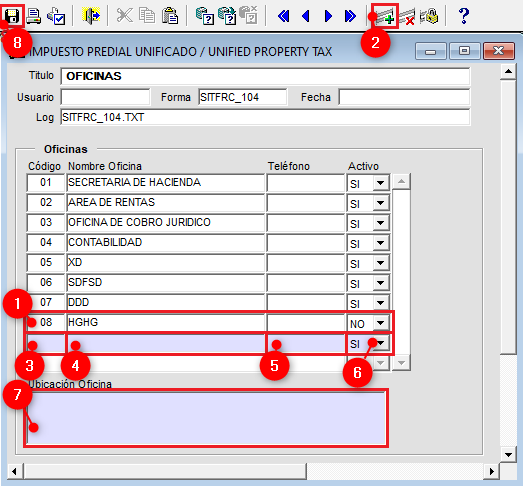 ?
8
2
IMPUESTO PREDIAL UNIFICADO / UNIFIED PROPERTY TAX
Titulo OFICINAS
Usuario Forma SITFRC_104 Fecha
Log SITFRC_104.TXT
Oficinas
Código Nombre Oficina Teléfono Activo
01 SECRETARIA DE HACIENDA SI
02 AREA DE RENTAS SI
03 OFICINA DE COBRO JURIDICO SI
04 CONTABILIDAD SI
05 XD SI
06 SDFSD SI
07 DDD SI
1
08 HGHG NO
SI
3 4 5 6
Ubicación Oficina
7